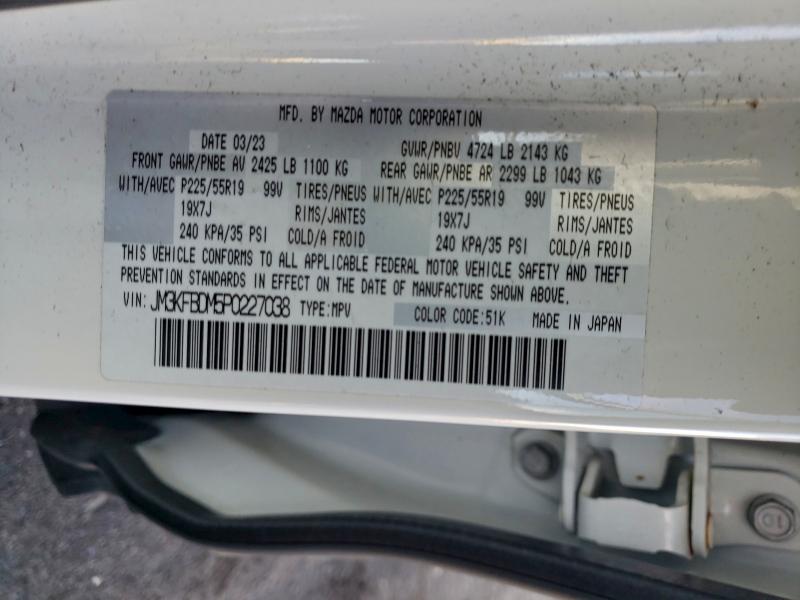 MFD. BY MAZDA MOTOR CORPORATION
DATE 03/23 GVWR/PNBV 4724 LB 2143 KG
FRONT GAWR/PNBE AV 2425 LB 1100 KG REAR GAWR/PNBE AR 2299 LB 1043 KG
WITH/AVEC P225/55R19 99V TIRES/PNEUS WITH/AVEC P225/55R19 99V TIRES/PNEUS
19X7J RIMS/JANTES 19X7J RIMS/JANTES
240 KPA/35 PSI COLD/A FROID 240 KPA/35 PSI COLD/A FROID
THIS VEHICLE CONFORMS TO ALL APPLICABLE FEDERAL MOTOR VEHICLE SAFETY AND THEFT
PREVENTION STANDARDS IN EFFECT ON THE DATE OF MANUFACTURE SHOWN ABOVE.
VIN: JM3KFBDM5P0227038 TYPE:MPV COLOR CODE:51K MADE IN JAPAN
10